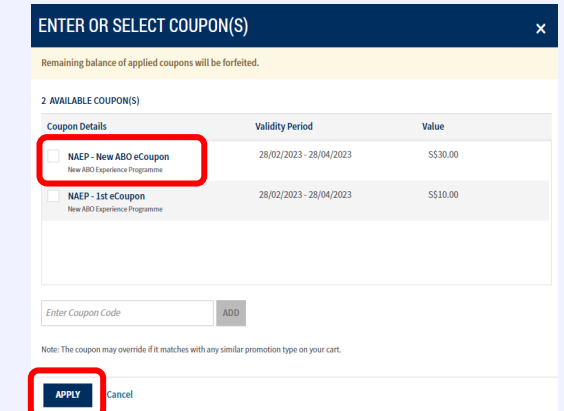 ENTER OR SELECT COUPON(S) x
Remaining balance of applied coupons will be forfeited.
2 AVAILABLE COUPON(S)
Coupon Details Validity Period Value
NAEP - New ABO eCoupon 28/02/2023 - 28/04/2023 S$30.00
New ABO Experience Programme
NAEP - 1st eCoupon 28/02/2023 - 28/04/2023 S$10.00
New ABO Experience Programme
Enter Coupon Code ADD
Note: The coupon may override if it matches with any similar promotion type on your cart.
APPLY Cancel